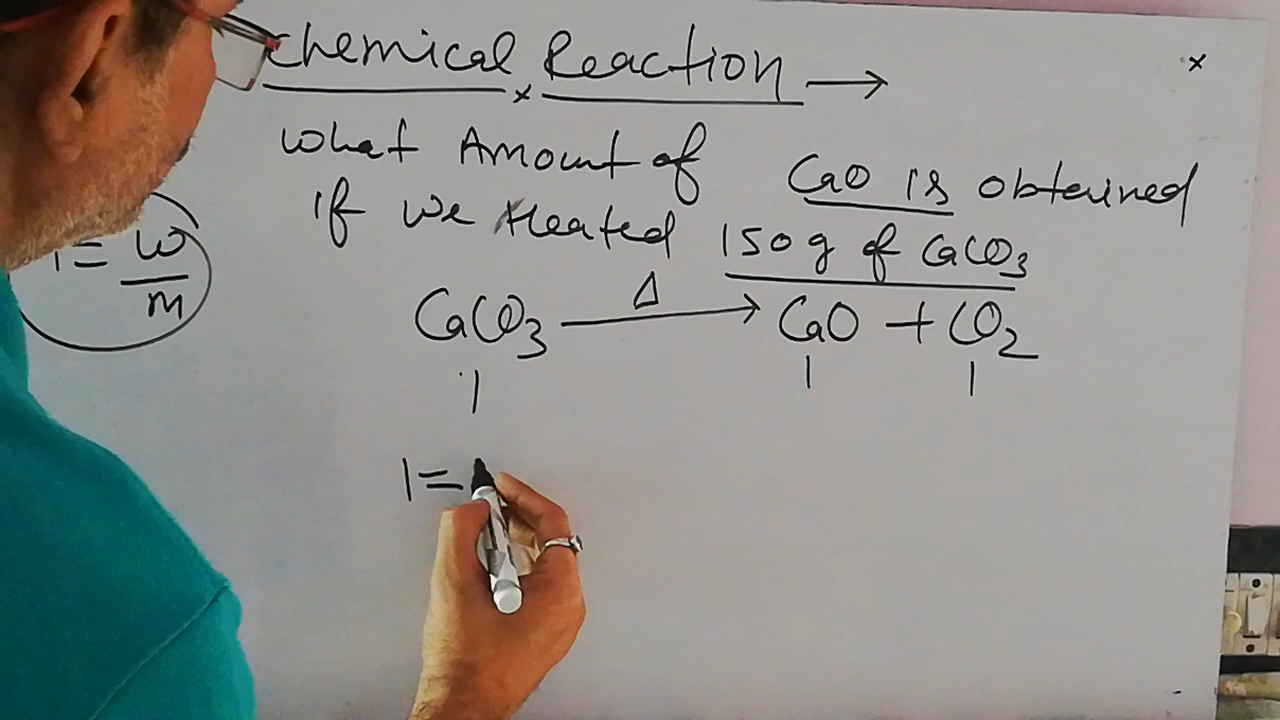 chemical Reaction →
what Amount of CaO is obtained
If we Heated 150g of CaCO3
1 = w/m
CaCO3 —Δ→ CaO + CO2
1 1 1
1=